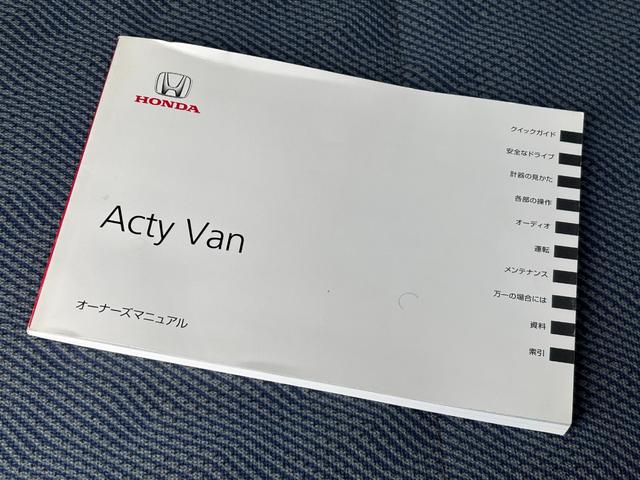 HONDA
Acty Van
オーナーズマニュアル
クイックガイド
安全なドライブ
計器の見かた
各部の操作
オーディオ
運転
メンテナンス
万一の場合には
資料
索引